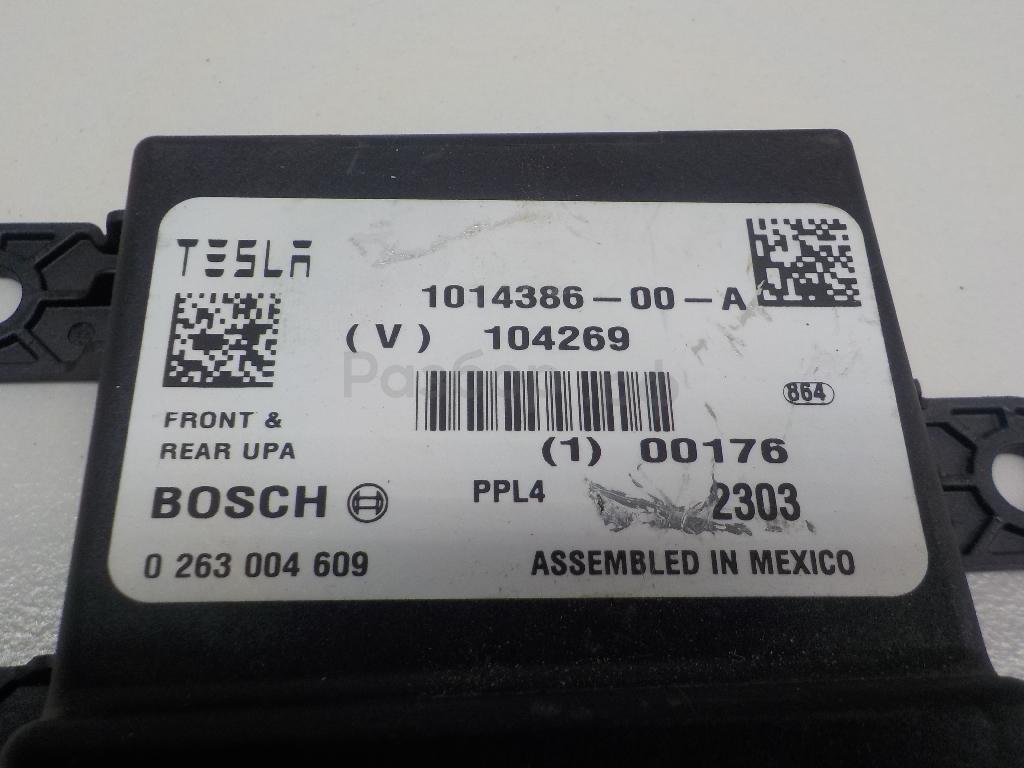 TESLA
1014386-00-A
(V) 104269
864
FRONT &
REAR UPA
(1) 00176
BOSCH
PPL4
2303
0 263 004 609
ASSEMBLED IN MEXICO